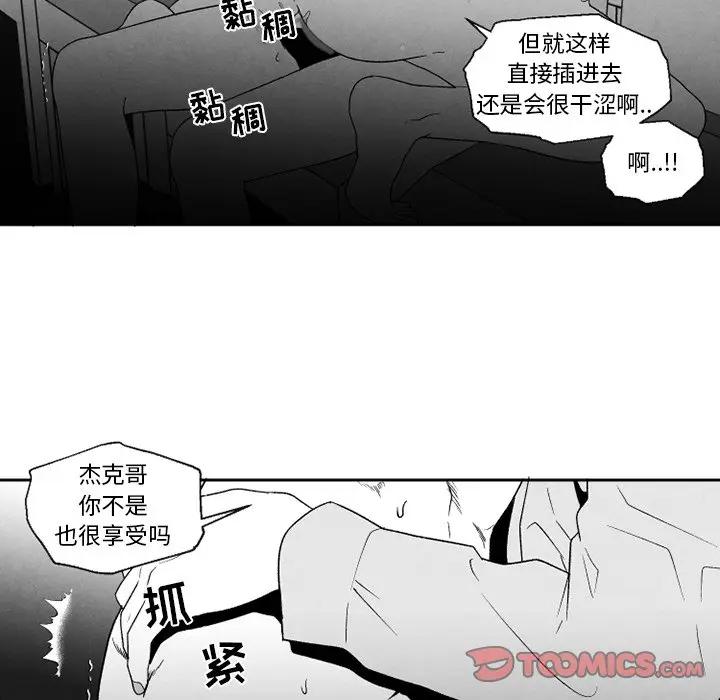 黏稠
但就这样
直接插进去
还是会很干涩啊..
黏稠
啊..!!
杰克哥
你不是
也很享受吗
抓
紧
TOOMICS.COM